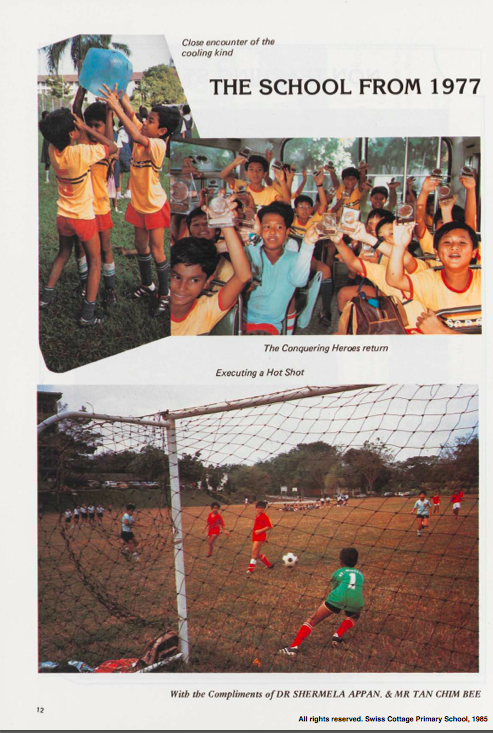 Close encounter of the
cooling kind
THE SCHOOL FROM 1977
The Conquering Heroes return
Executing a Hot Shot
1
With the Compliments of DR SHERMELA APPAN, & MR TAN CHIM BEE
12
All rights reserved. Swiss Cottage Primary School, 1985